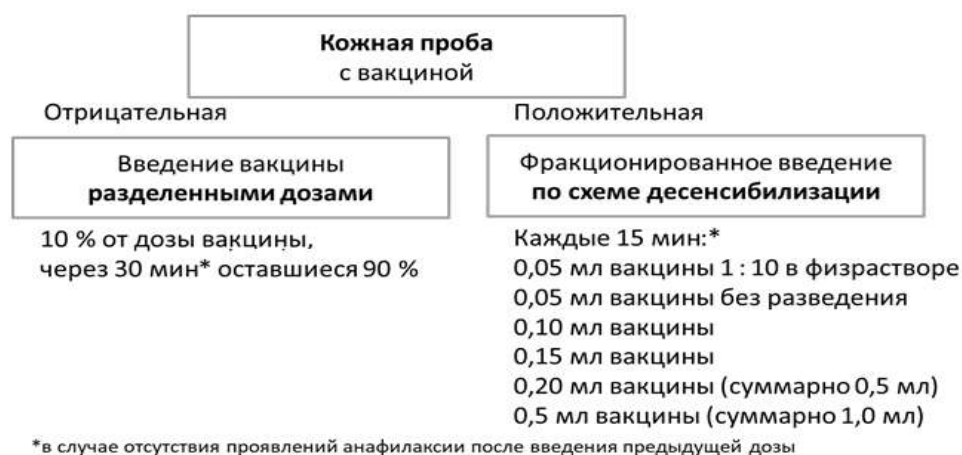 Кожная проба
с вакциной
Отрицательная
Положительная
Введение вакцины
разделенными дозами
Фракционированное введение
по схеме десенсибилизации
10 % от дозы вакцины,
через 30 мин* оставшиеся 90 %
Каждые 15 мин:*
0,05 мл вакцины 1 : 10 в физрастворе
0,05 мл вакцины без разведения
0,10 мл вакцины
0,15 мл вакцины
0,20 мл вакцины (суммарно 0,5 мл)
0,5 мл вакцины (суммарно 1,0 мл)
*в случае отсутствия проявлений анафилаксии после введения предыдущей дозы